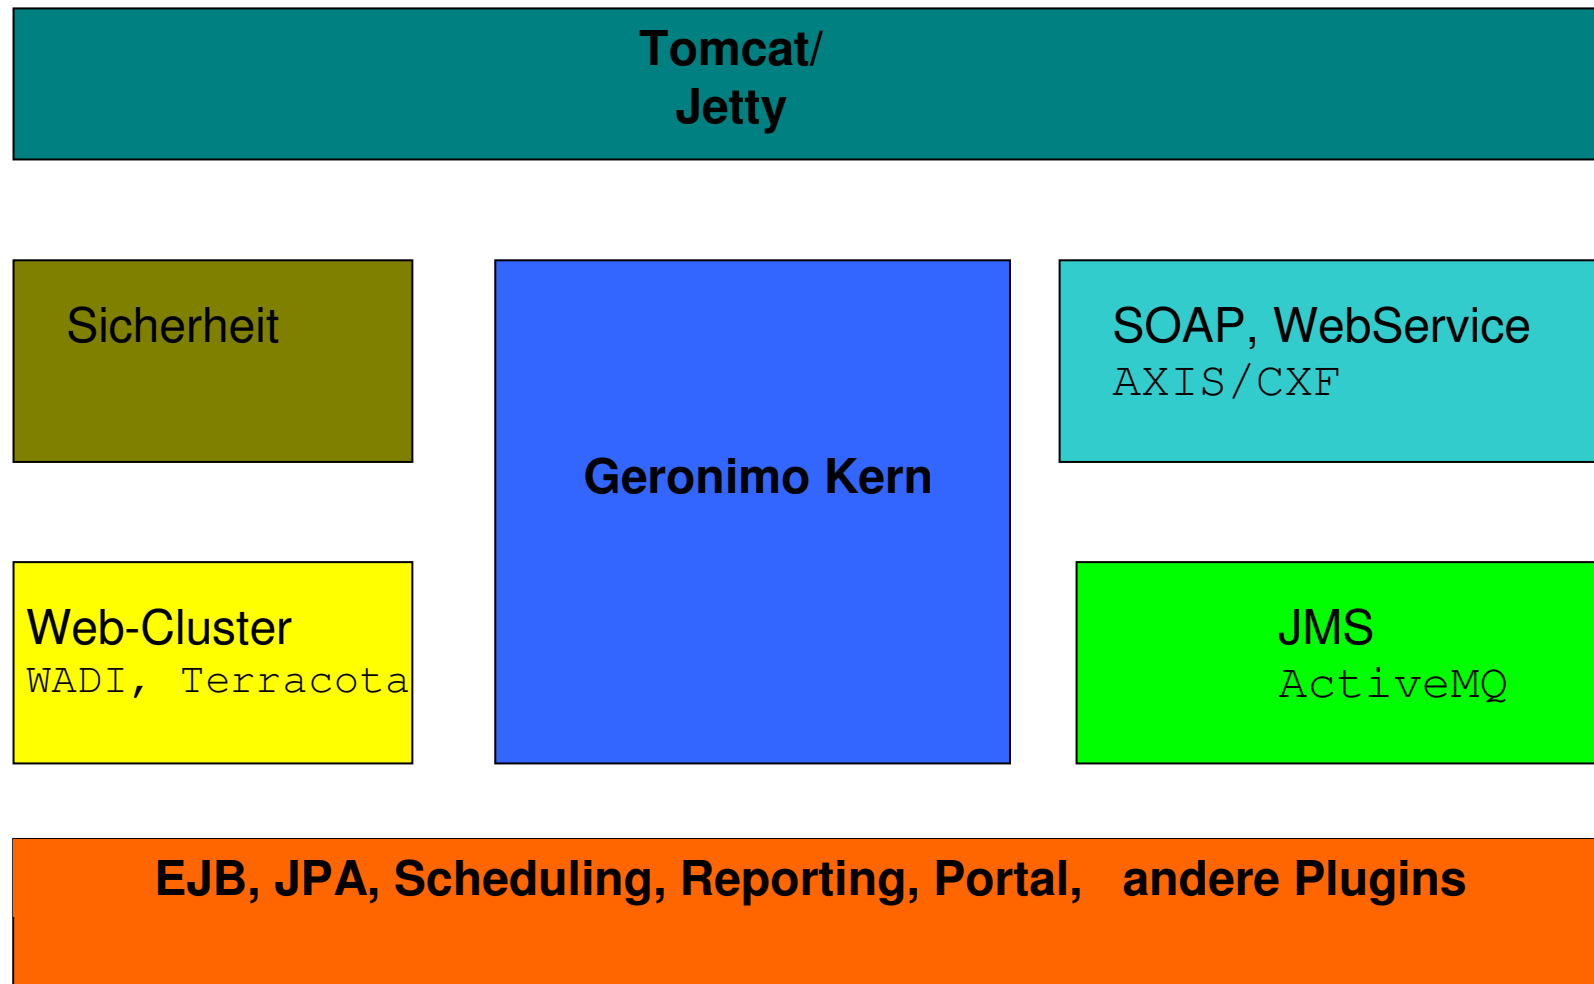 Tomcat/
Jetty
Sicherheit
SOAP, WebService
AXIS/CXF
Geronimo Kern
Web-Cluster
WADI, Terracota
JMS
ActiveMQ
EJB, JPA, Scheduling, Reporting, Portal, andere Plugins